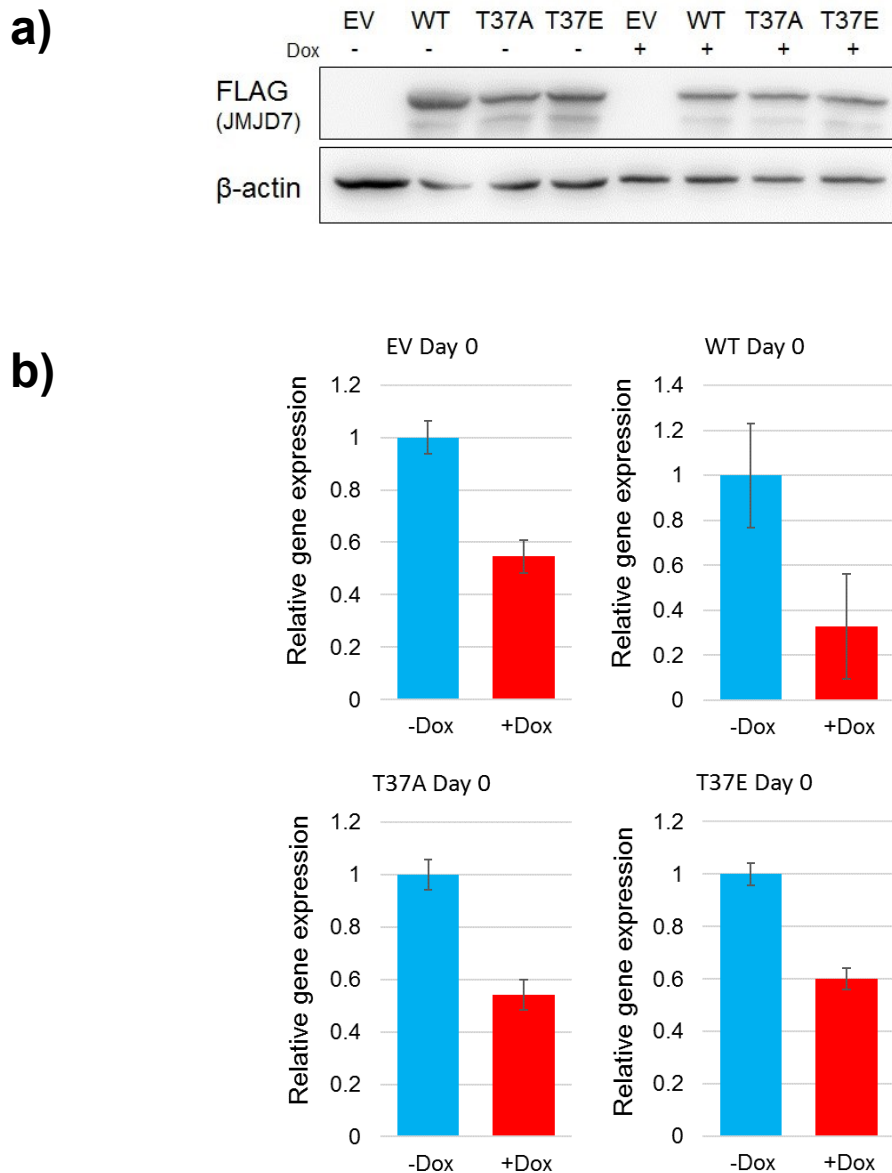 a)
EV WT T37A T37E EV WT T37A T37E
Dox - - - - + + + +
FLAG
(JMJD7)
β-actin
b)
EV Day 0
Relative gene expression
1.2
1
0.8
0.6
0.4
0.2
0
-Dox +Dox
WT Day 0
Relative gene expression
1.4
1.2
1
0.8
0.6
0.4
0.2
0
-Dox +Dox
T37A Day 0
Relative gene expression
1.2
1
0.8
0.6
0.4
0.2
0
-Dox +Dox
T37E Day 0
Relative gene expression
1.2
1
0.8
0.6
0.4
0.2
0
-Dox +Dox